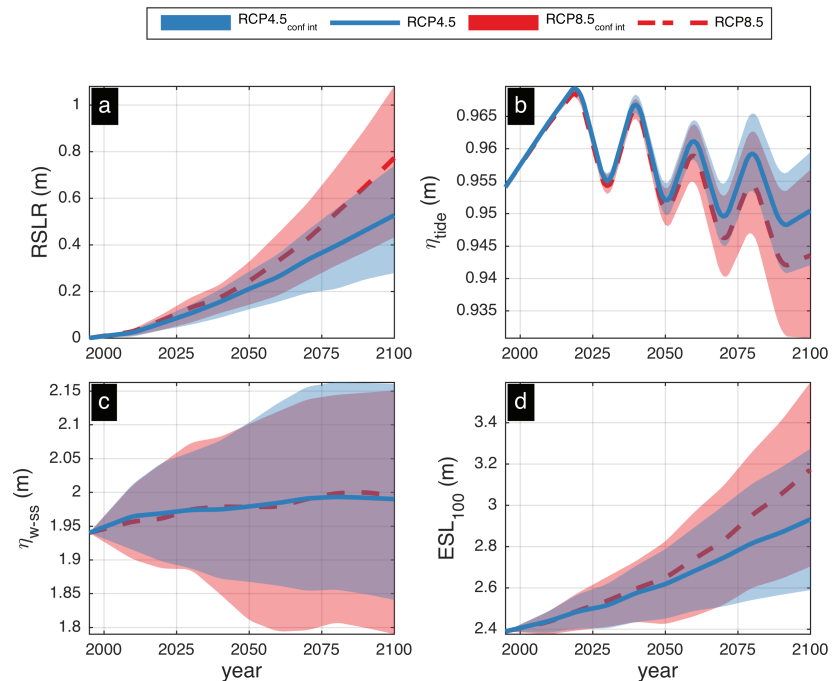 RCP4.5conf int RCP4.5 RCP8.5conf int RCP8.5
a
RSLR (m)
1
0.8
0.6
0.4
0.2
0
2000 2025 2050 2075 2100
b
ηtide (m)
0.965
0.96
0.955
0.95
0.945
0.94
0.935
2000 2025 2050 2075 2100
c
ηw-ss (m)
2.15
2.1
2.05
2
1.95
1.9
1.85
1.8
2000 2025 2050 2075 2100
year
d
ESL100 (m)
3.4
3.2
3
2.8
2.6
2.4
2000 2025 2050 2075 2100
year